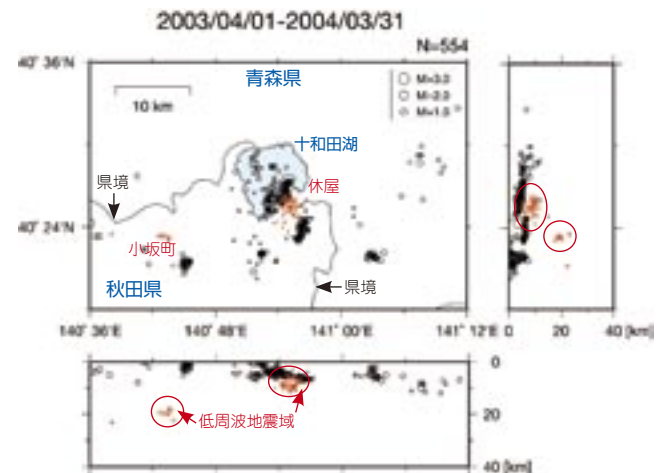 2003/04/01-2004/03/31
N=554
40° 36'N
青森県
M=3.0
M=2.0
M=1.0
10 km
十和田湖
県境
休屋
40° 24'N
小坂町
秋田県
県境
140° 36'E
140° 48'E
141° 00'E
141° 12'E
0
20
40 [km]
0
低周波地震域
20
40 [km]